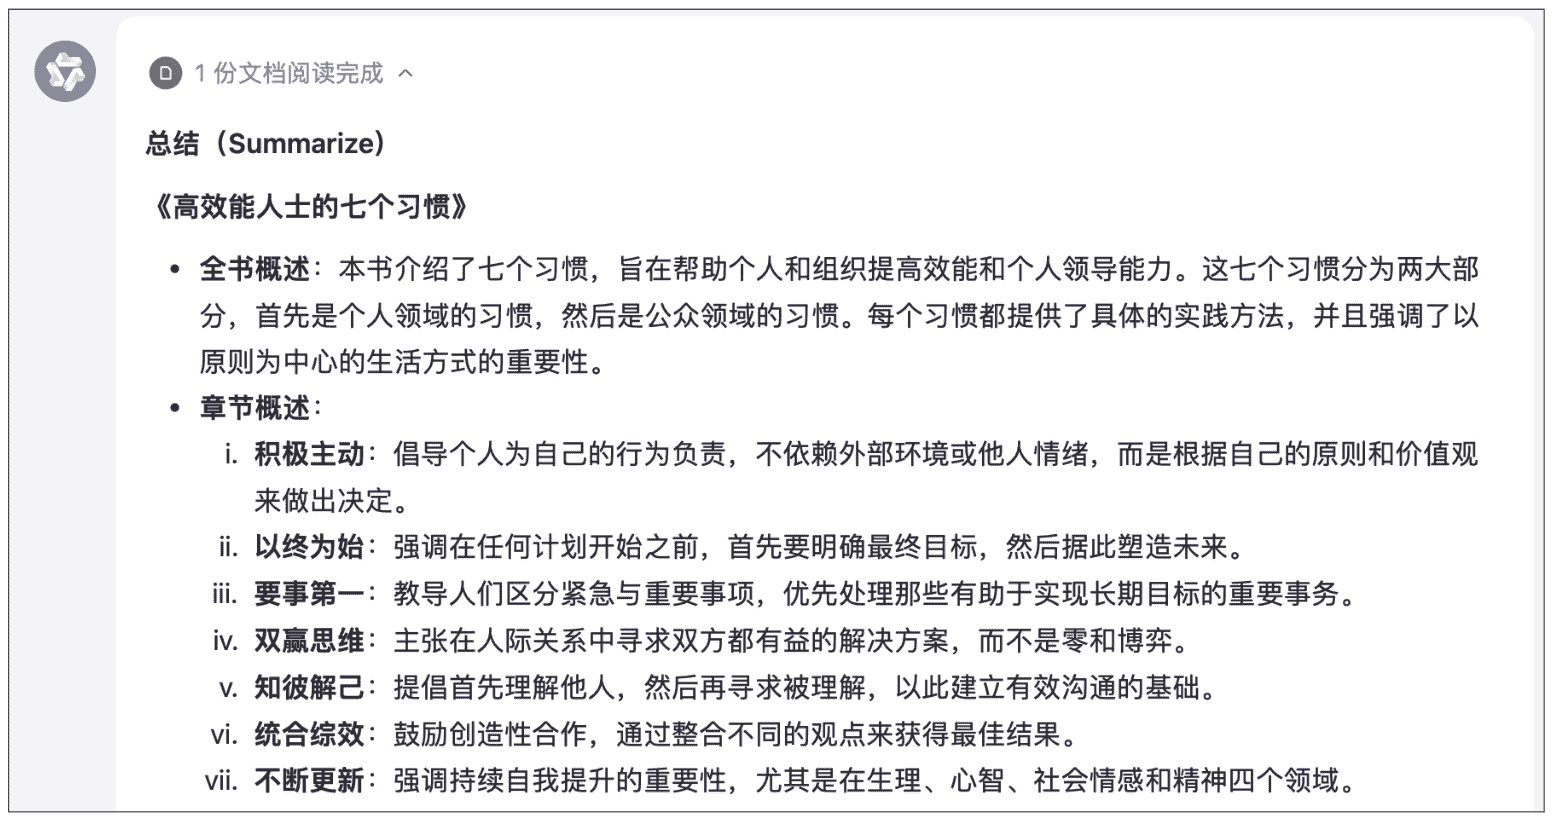 1 份文档阅读完成
总结（Summarize）
《高效能人士的七个习惯》
• 全书概述：本书介绍了七个习惯，旨在帮助个人和组织提高效能和个人领导能力。这七个习惯分为两大部
分，首先是个人领域的习惯，然后是公众领域的习惯。每个习惯都提供了具体的实践方法，并且强调了以
原则为中心的生活方式的重要性。
• 章节概述：
i. 积极主动：倡导个人为自己的行为负责，不依赖外部环境或他人情绪，而是根据自己的原则和价值观
来做出决定。
ii. 以终为始：强调在任何计划开始之前，首先要明确最终目标，然后据此塑造未来。
iii. 要事第一：教导人们区分紧急与重要事项，优先处理那些有助于实现长期目标的重要事务。
iv. 双赢思维：主张在人际关系中寻求双方都有益的解决方案，而不是零和博弈。
v. 知彼解己：提倡首先理解他人，然后再寻求被理解，以此建立有效沟通的基础。
vi. 统合综效：鼓励创造性合作，通过整合不同的观点来获得最佳结果。
vii. 不断更新：强调持续自我提升的重要性，尤其是在生理、心智、社会情感和精神四个领域。